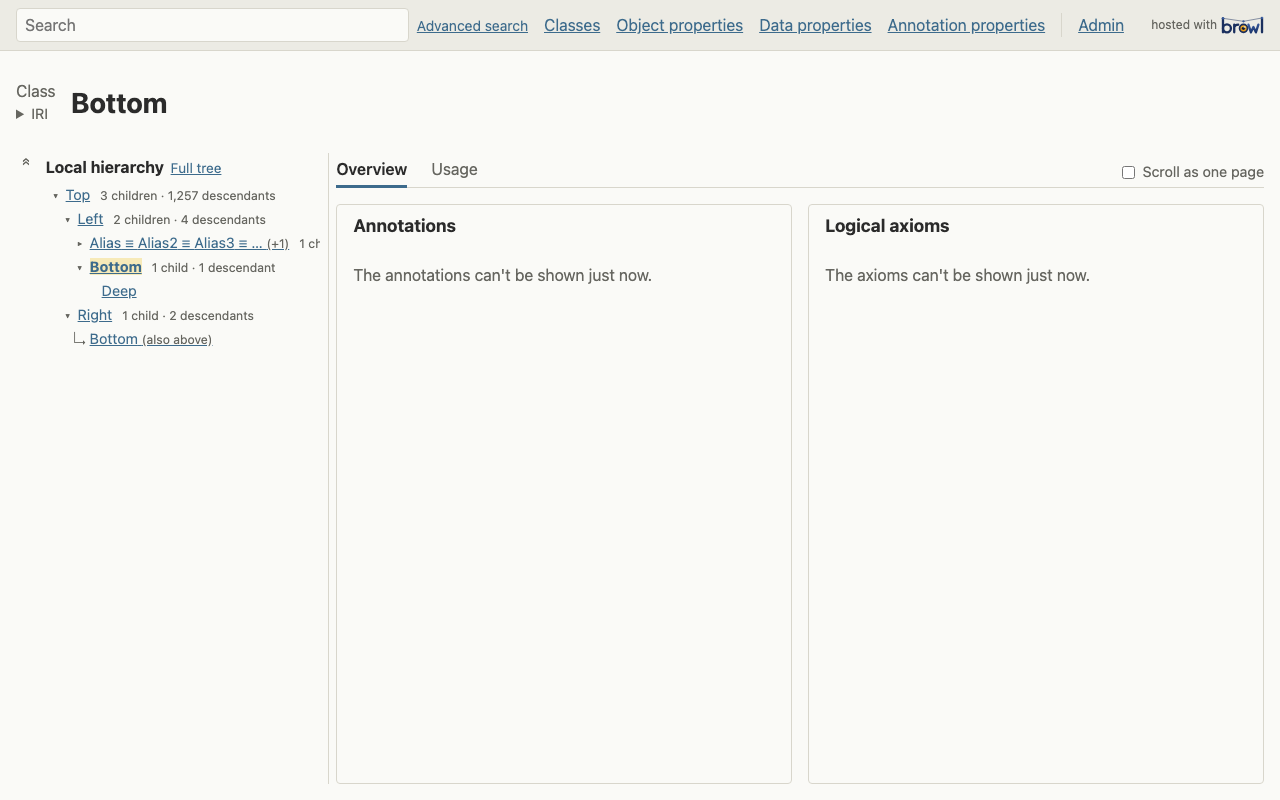 Search Advanced search Classes Object properties Data properties Annotation properties Admin hosted with browl
Class
IRI
Bottom
Local hierarchy Full tree
Top 3 children · 1,257 descendants
Left 2 children · 4 descendants
Alias ≡ Alias2 ≡ Alias3 ≡ ... (+1) 1 ch
Bottom 1 child · 1 descendant
Deep
Right 1 child · 2 descendants
Bottom (also above)
Overview Usage Scroll as one page
Annotations
The annotations can't be shown just now.
Logical axioms
The axioms can't be shown just now.